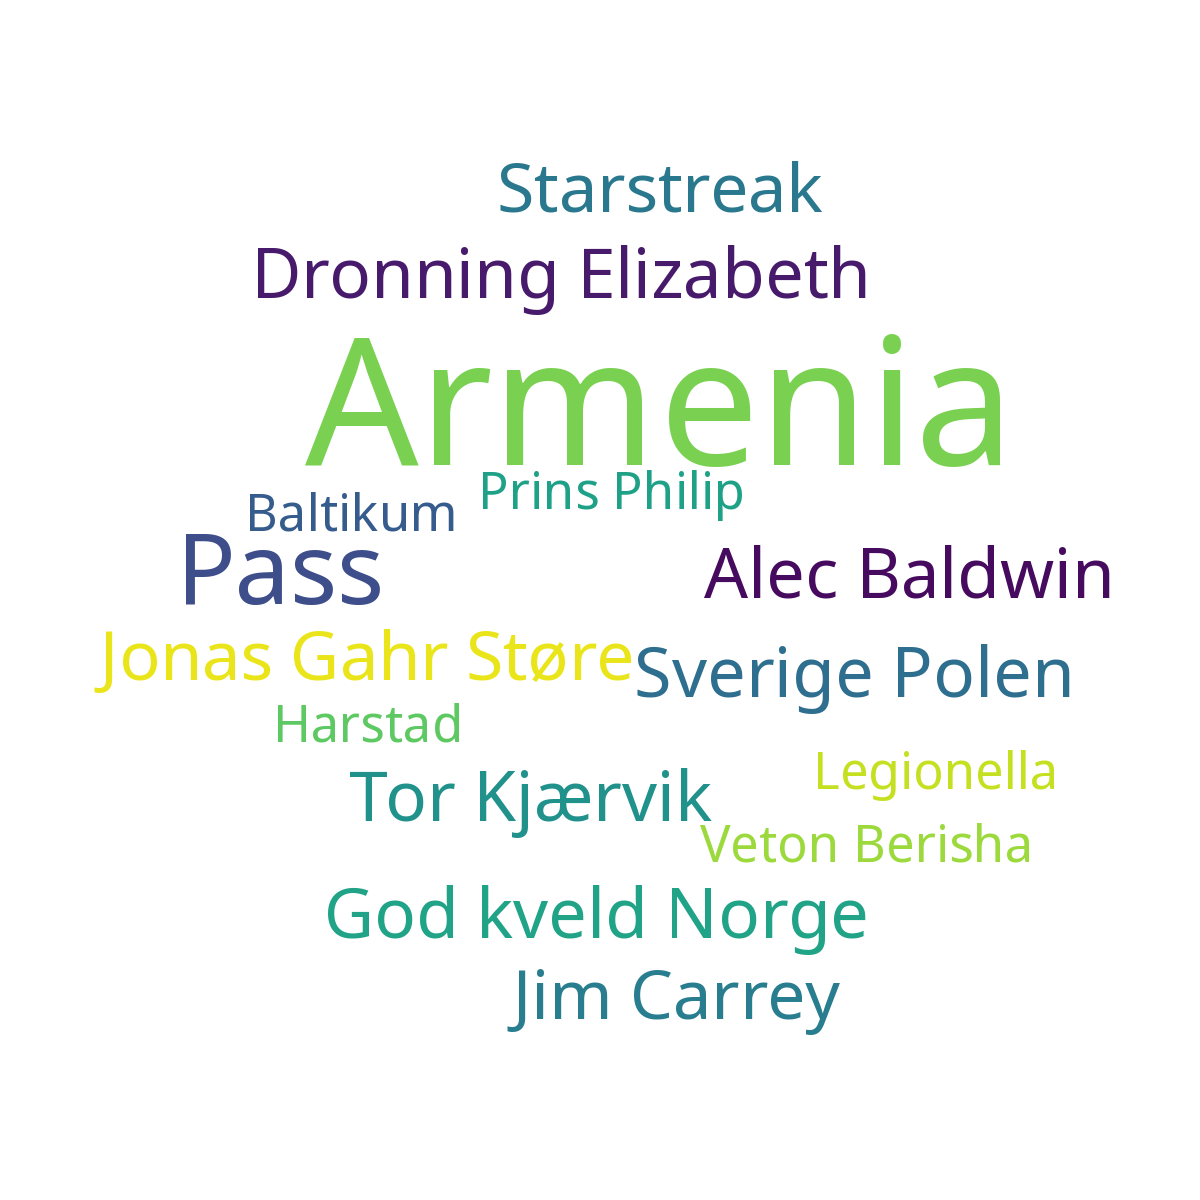 Starstreak
Dronning Elizabeth
Armenia
Prins Philip
Baltikum
Pass
Alec Baldwin
Jonas Gahr Støre
Sverige Polen
Harstad
Legionella
Tor Kjærvik
Veton Berisha
God kveld Norge
Jim Carrey